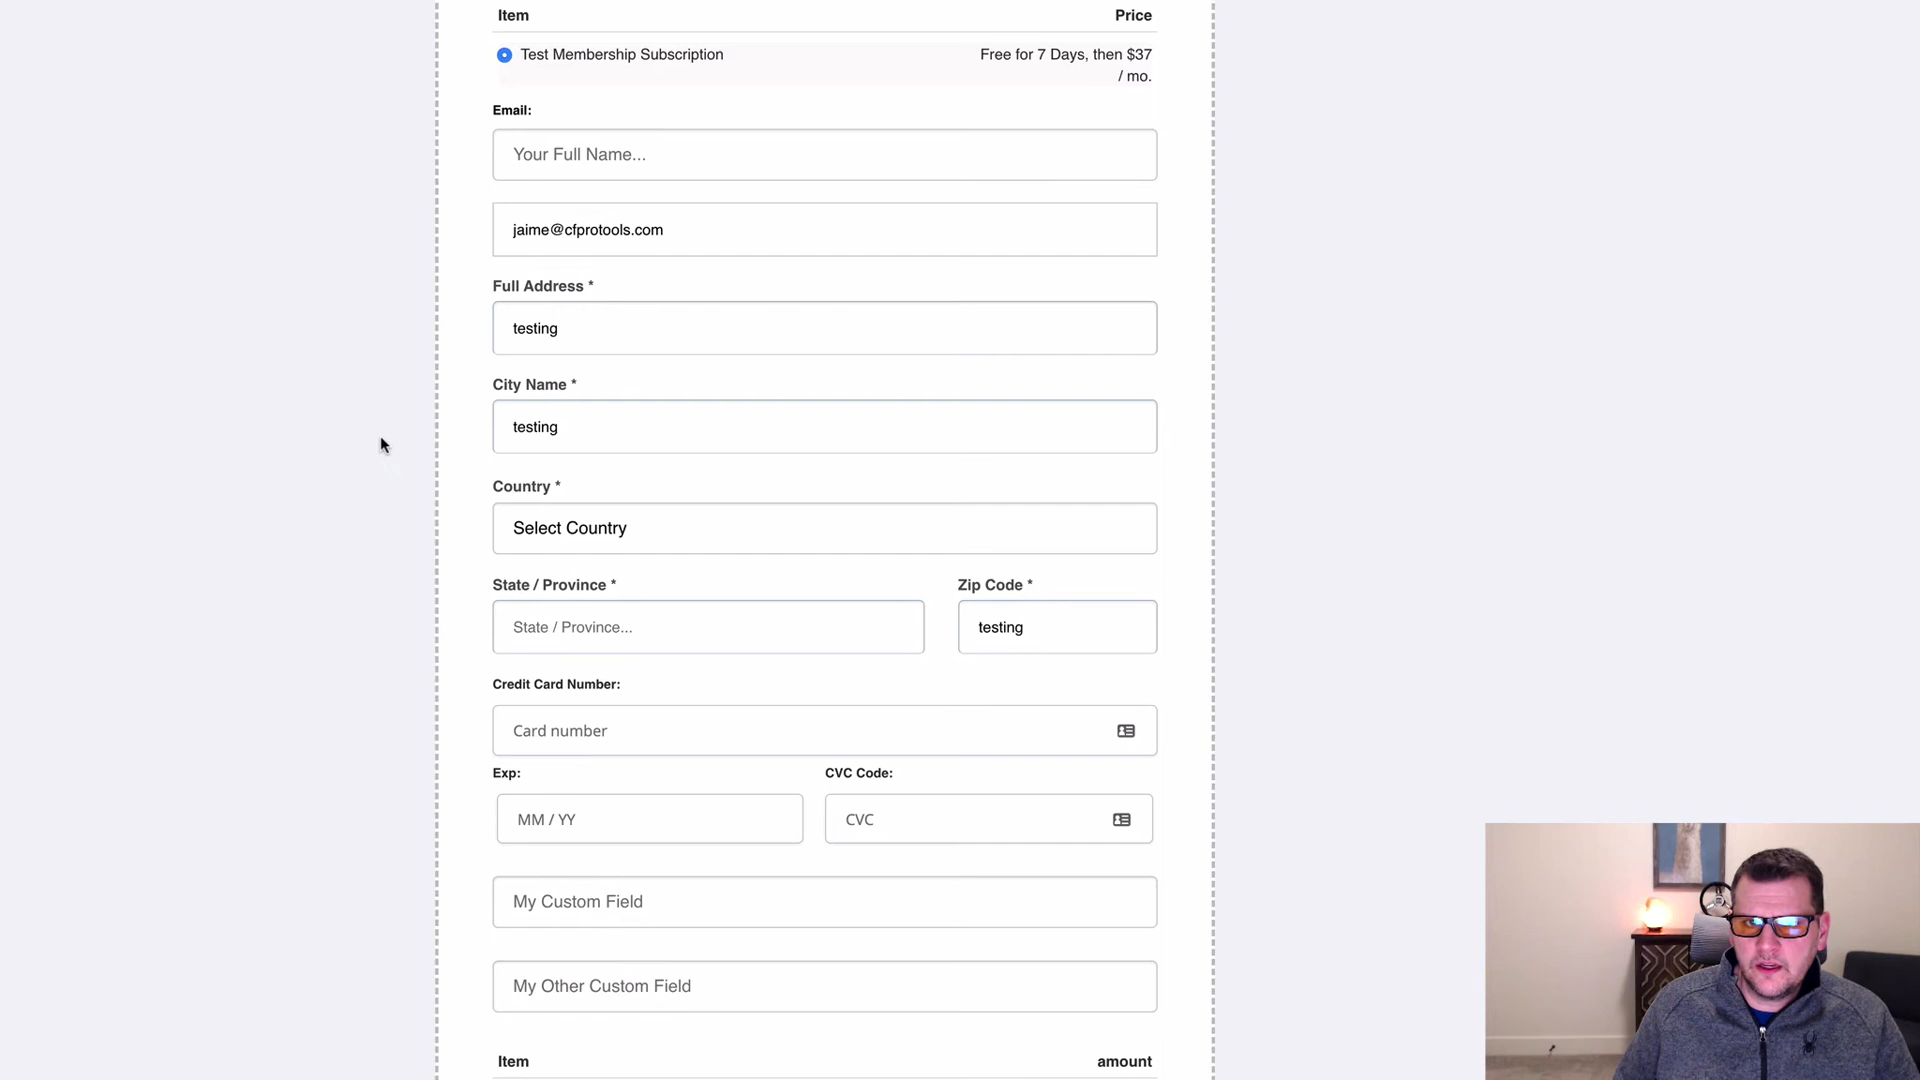 Item Price
Test Membership Subscription Free for 7 Days, then $37
/ mo.
Email:
Your Full Name...
jaime@cfprotools.com
Full Address *
testing
City Name *
testing
Country *
Select Country
State / Province * Zip Code *
State / Province... testing
Credit Card Number:
Card number
Exp: CVC Code:
MM / YY CVC
My Custom Field
My Other Custom Field
Item amount